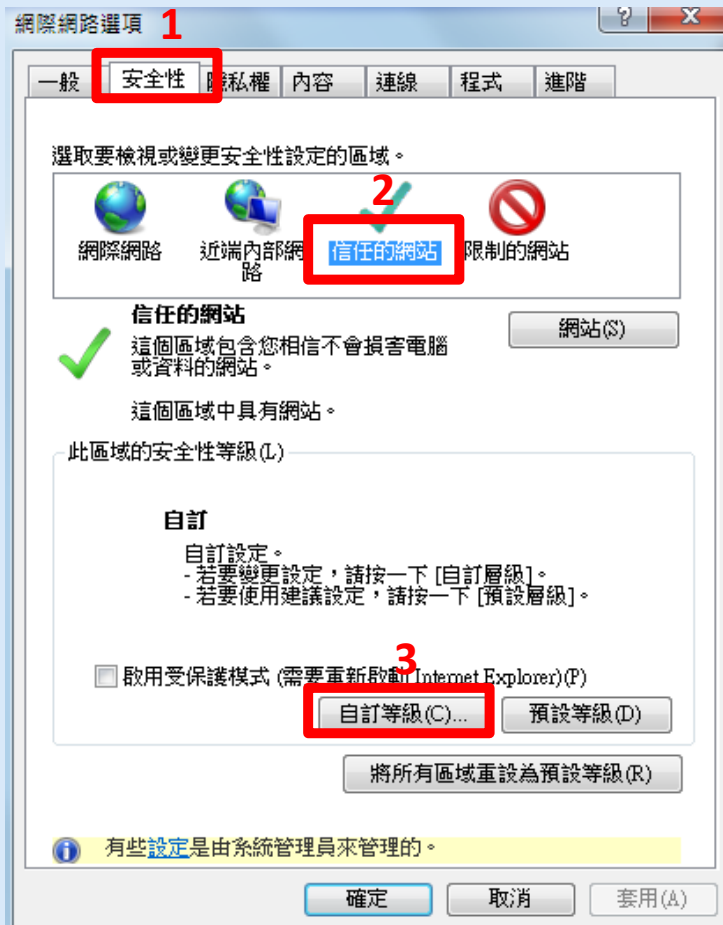 網際網路選項 1
一般 安全性 隱私權 內容 連線 程式 進階
選取要檢視或變更安全性設定的區域。
2
網際網路 近端內部網路 信任的網站 限制的網站
信任的網站
這個區域包含您相信不會損害電腦
或資料的網站。
網站(S)
這個區域中具有網站。
此區域的安全性等級(L)
自訂
自訂設定。
- 若要變更設定，請按一下 [自訂層級]。
- 若要使用建議設定，請按一下 [預設層級]。
3
啟用受保護模式 (需要重新啟動 Internet Explorer)(P)
自訂等級(C)... 預設等級(D)
將所有區域重設為預設等級(R)
有些設定是由系統管理員來管理的。
確定 取消 套用(A)